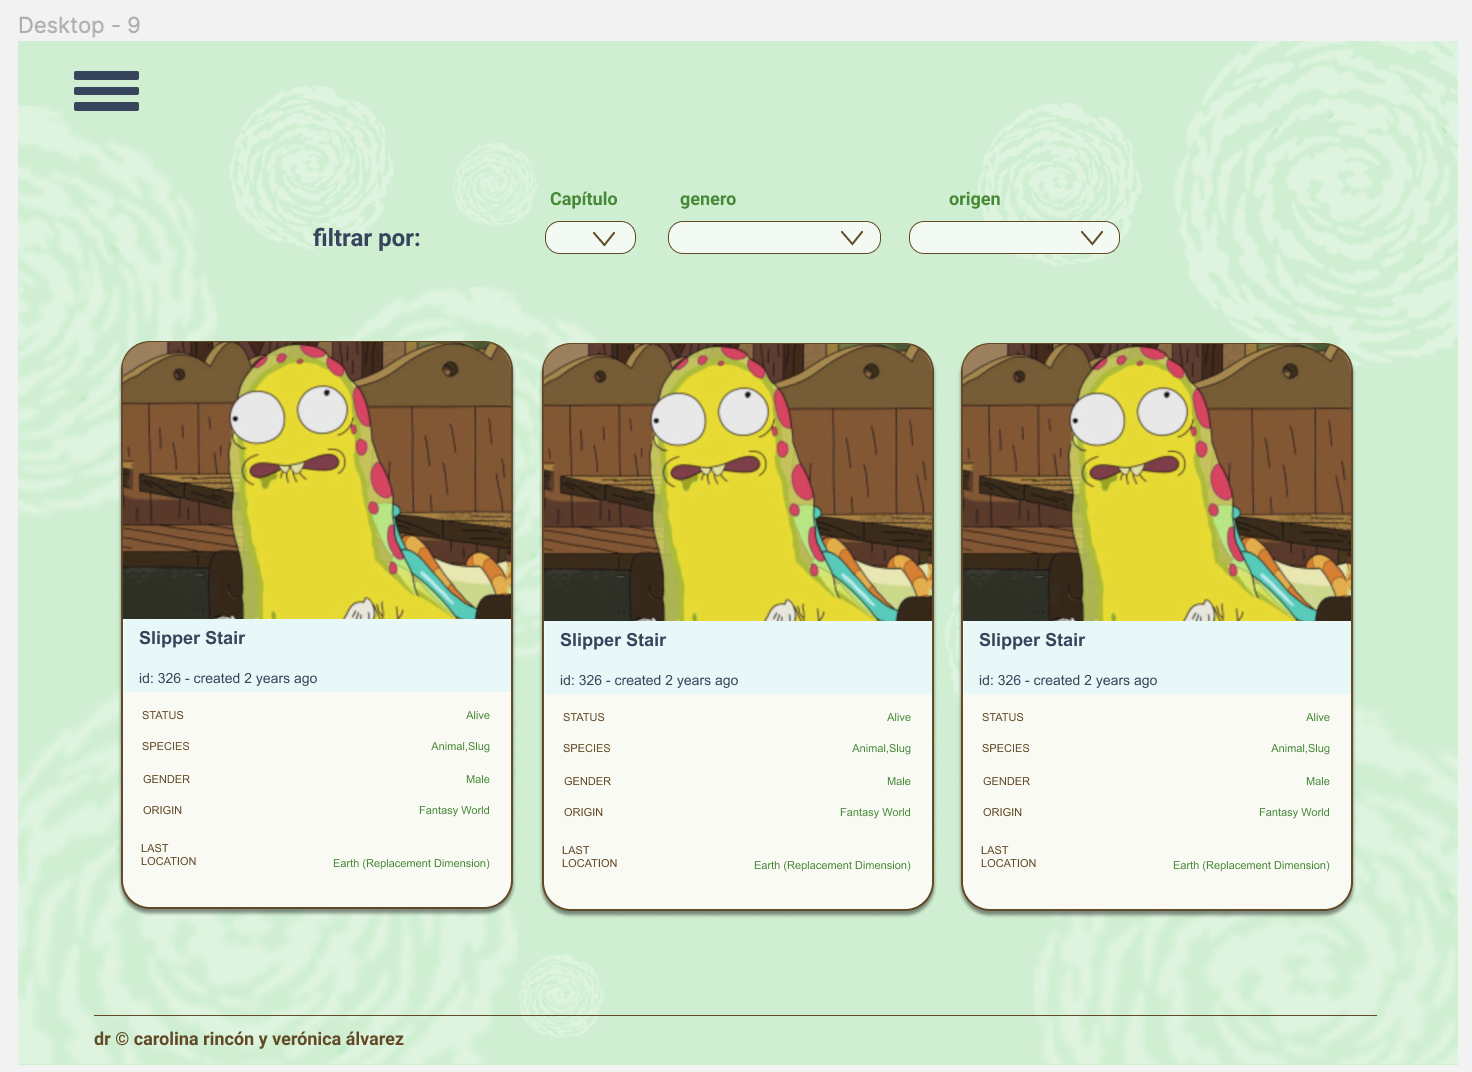 Desktop - 9
Capítulo
genero
origen
filtrar por:
Slipper Stair
id: 326 - created 2 years ago
STATUS Alive
SPECIES Animal,Slug
GENDER Male
ORIGIN Fantasy World
LAST
LOCATION Earth (Replacement Dimension)
Slipper Stair
id: 326 - created 2 years ago
STATUS Alive
SPECIES Animal,Slug
GENDER Male
ORIGIN Fantasy World
LAST
LOCATION Earth (Replacement Dimension)
Slipper Stair
id: 326 - created 2 years ago
STATUS Alive
SPECIES Animal,Slug
GENDER Male
ORIGIN Fantasy World
LAST
LOCATION Earth (Replacement Dimension)
dr © carolina rincón y verónica álvarez